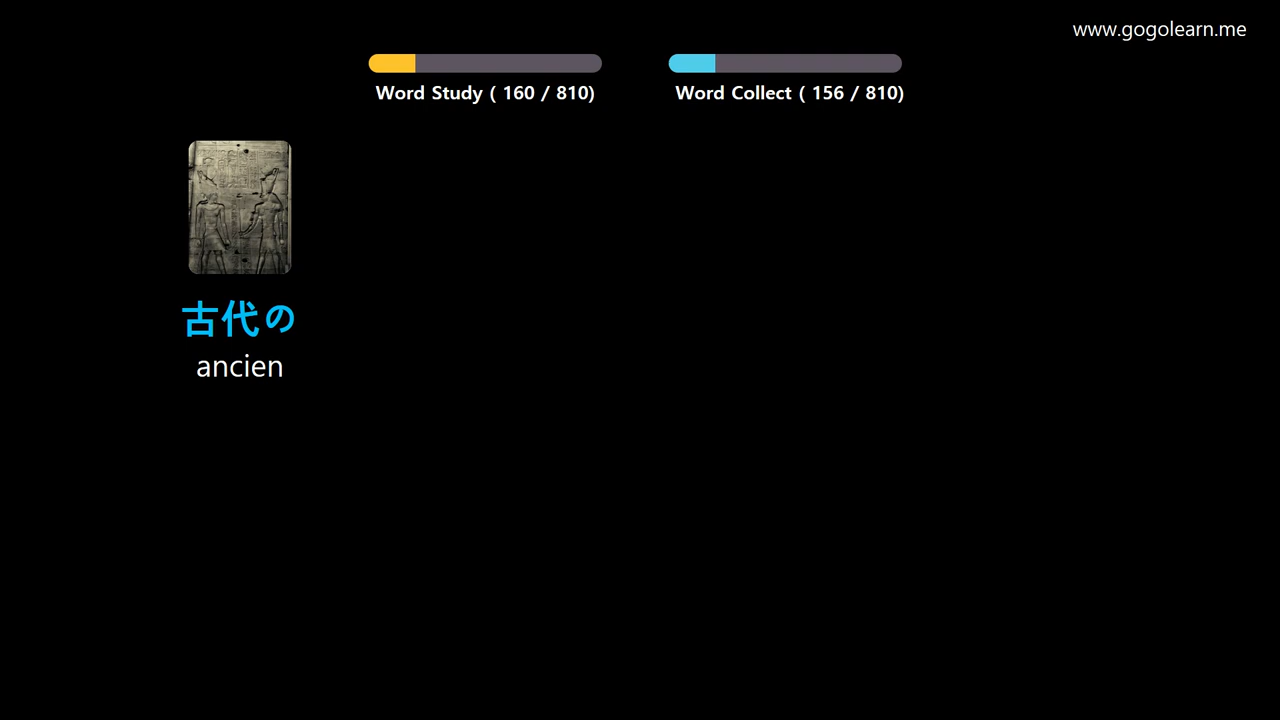 www.gogolearn.me
Word Study ( 160 / 810)
Word Collect ( 156 / 810)
古代の
ancien